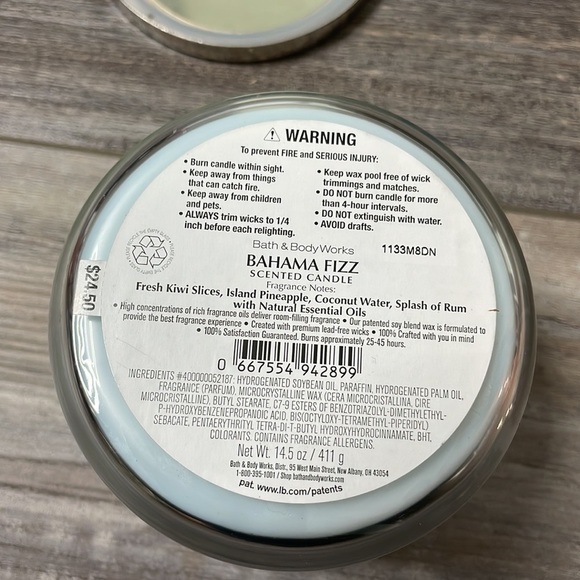 ⚠ WARNING
To prevent FIRE and SERIOUS INJURY:
• Burn candle within sight.
• Keep away from things
that can catch fire.
• Keep away from children
and pets.
• ALWAYS trim wicks to 1/4
inch before each relighting.
• Keep wax pool free of wick
trimmings and matches.
• DO NOT burn candle for more
than 4-hour intervals.
• DO NOT extinguish with water.
• AVOID drafts.
Bath & Body Works
1133M8DN
BAHAMA FIZZ
SCENTED CANDLE
Fragrance Notes:
Fresh Kiwi Slices, Island Pineapple, Coconut Water, Splash of Rum
with Natural Essential Oils
• High concentrations of rich fragrance oils deliver room-filling fragrance • Our patented soy blend wax is formulated to
provide the best fragrance experience • Created with premium lead-free wicks • 100% Crafted with you in mind
• 100% Satisfaction Guaranteed. Burns approximately 25-45 hours.
0 667554 942899
INGREDIENTS #400000052187: HYDROGENATED SOYBEAN OIL, PARAFFIN, HYDROGENATED PALM OIL,
FRAGRANCE (PARFUM), MICROCRYSTALLINE WAX (CERA MICROCRISTALLINA, CIRE
MICROCRISTALLINE), BUTYL STEARATE, C7-9 ESTERS OF BENZOTRIAZOLYL-DIMETHYLETHYL-
P-HYDROXYBENZENEPROPANOIC ACID, BIS(OCTYLOXY-TETRAMETHYL-PIPERIDYL)
SEBACATE, PENTAERYTHRITYL TETRA-DI-T-BUTYL HYDROXYHYDROCINNAMATE, BHT,
COLORANTS. CONTAINS FRAGRANCE ALLERGENS.
Net Wt. 14.5 oz / 411 g
Bath & Body Works, Distr., 95 West Main Street, New Albany, OH 43054
1-800-395-1001 / Shop bathandbodyworks.com
pat. www.lb.com/patents
$24.50